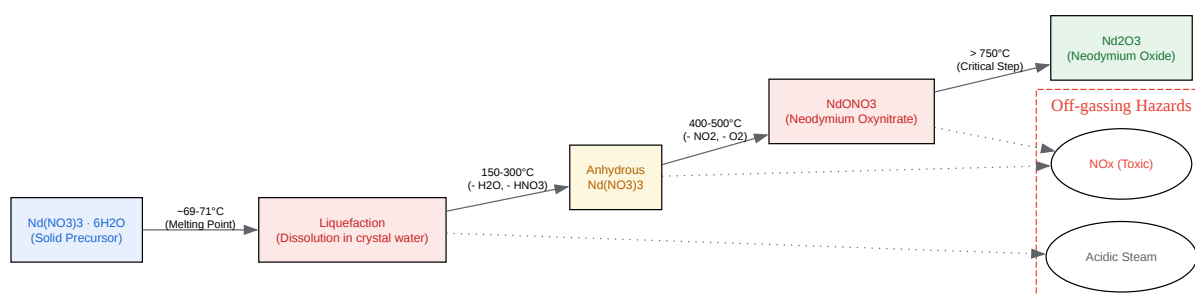 Nd(NO3)3 · 6H2O
(Solid Precursor)
~69-71°C
(Melting Point)
Liquefaction
(Dissolution in crystal water)
150-300°C
(- H2O, - HNO3)
Anhydrous
Nd(NO3)3
400-500°C
(- NO2, - O2)
NdONO3
(Neodymium Oxynitrate)
> 750°C
(Critical Step)
Nd2O3
(Neodymium Oxide)
Off-gassing Hazards
NOx (Toxic)
Acidic Steam